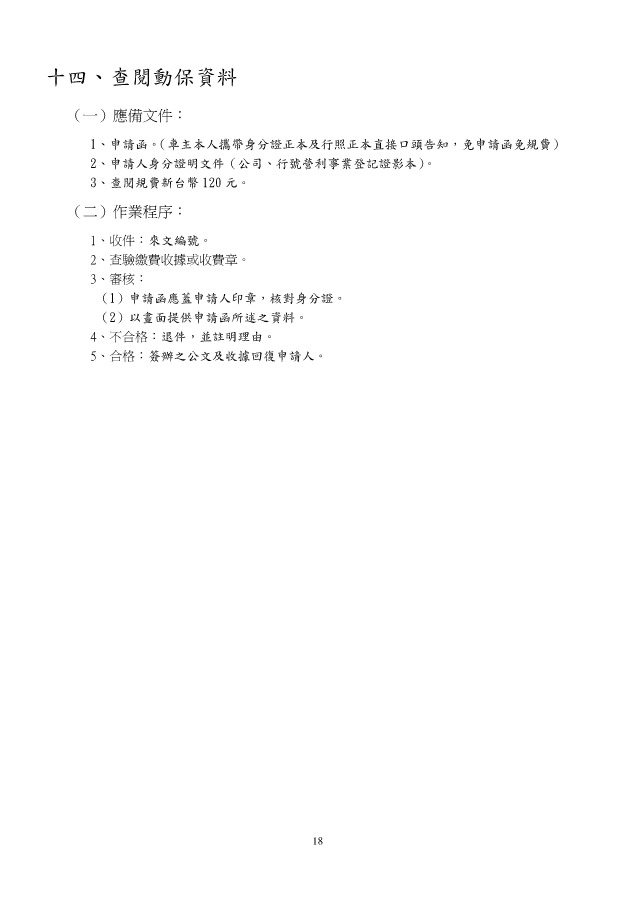 十四、查閱動保資料
（一）應備文件：
1、申請函。（車主本人攜帶身分證正本及行照正本直接口頭告知，免申請函免規費）
2、申請人身分證明文件（公司、行號營利事業登記證影本）。
3、查閱規費新台幣 120 元。
（二）作業程序：
1、收件：來文編號。
2、查驗繳費收據或收費章。
3、審核：
（1）申請函應蓋申請人印章，核對身分證。
（2）以畫面提供申請函所述之資料。
4、不合格：退件，並註明理由。
5、合格：簽辦之公文及收據回復申請人。
18